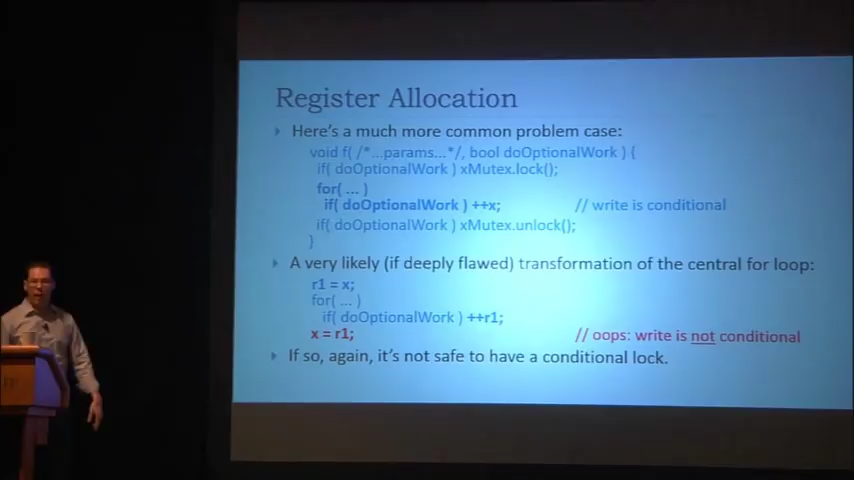 Register Allocation
Here's a much more common problem case:
void f( /*...params...*/, bool doOptionalWork ) {
if( doOptionalWork ) xMutex.lock();
for( ... )
if( doOptionalWork ) ++x; // write is conditional
if( doOptionalWork ) xMutex.unlock();
}
A very likely (if deeply flawed) transformation of the central for loop:
r1 = x;
for( ... )
if( doOptionalWork ) ++r1;
x = r1; // oops: write is not conditional
If so, again, it's not safe to have a conditional lock.